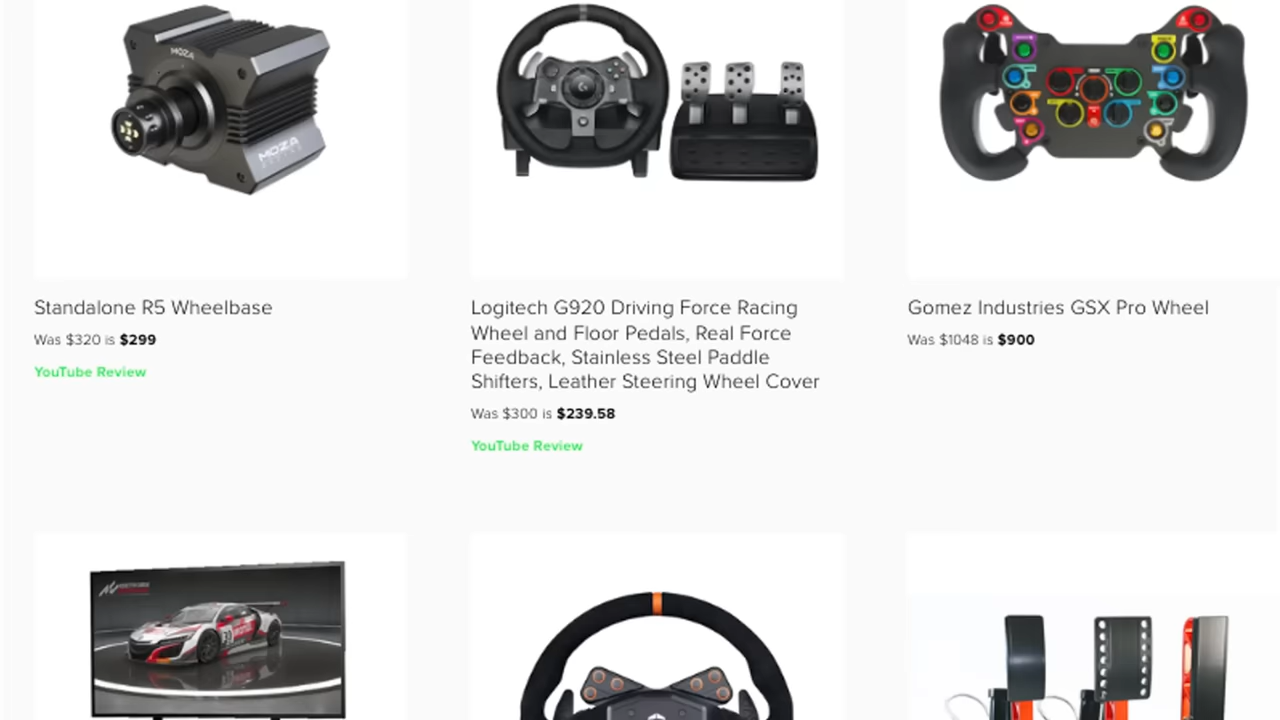 MOZA
MOZA
Standalone R5 Wheelbase
Was $320 is $299
YouTube Review
Logitech G920 Driving Force Racing
Wheel and Floor Pedals, Real Force
Feedback, Stainless Steel Paddle
Shifters, Leather Steering Wheel Cover
Was $300 is $239.58
YouTube Review
Gomez Industries GSX Pro Wheel
Was $1048 is $900